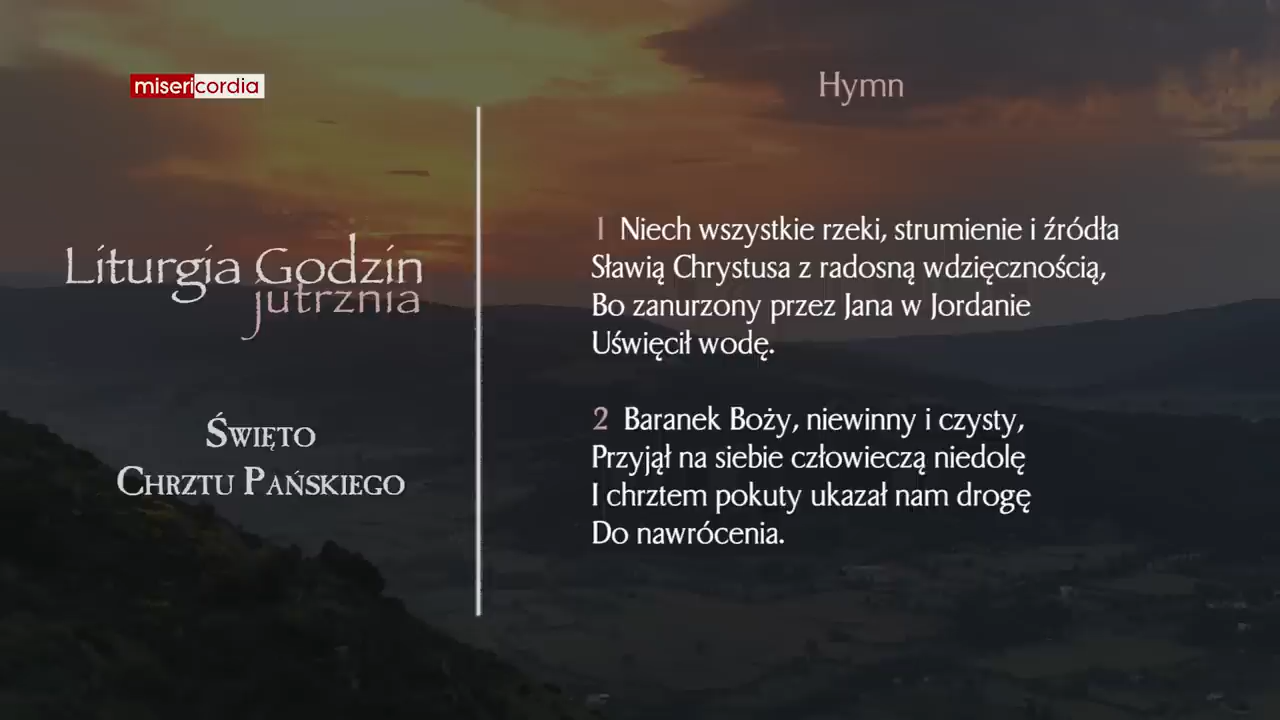 misericordia
Liturgia Godzin
jutrznia
Święto
Chrztu Pańskiego
Hymn
1 Niech wszystkie rzeki, strumienie i źródła
Sławią Chrystusa z radosną wdzięcznością,
Bo zanurzony przez Jana w Jordanie
Uświęcił wodę.
2 Baranek Boży, niewinny i czysty,
Przyjął na siebie człowieczą niedolę
I chrztem pokuty ukazał nam drogę
Do nawrócenia.